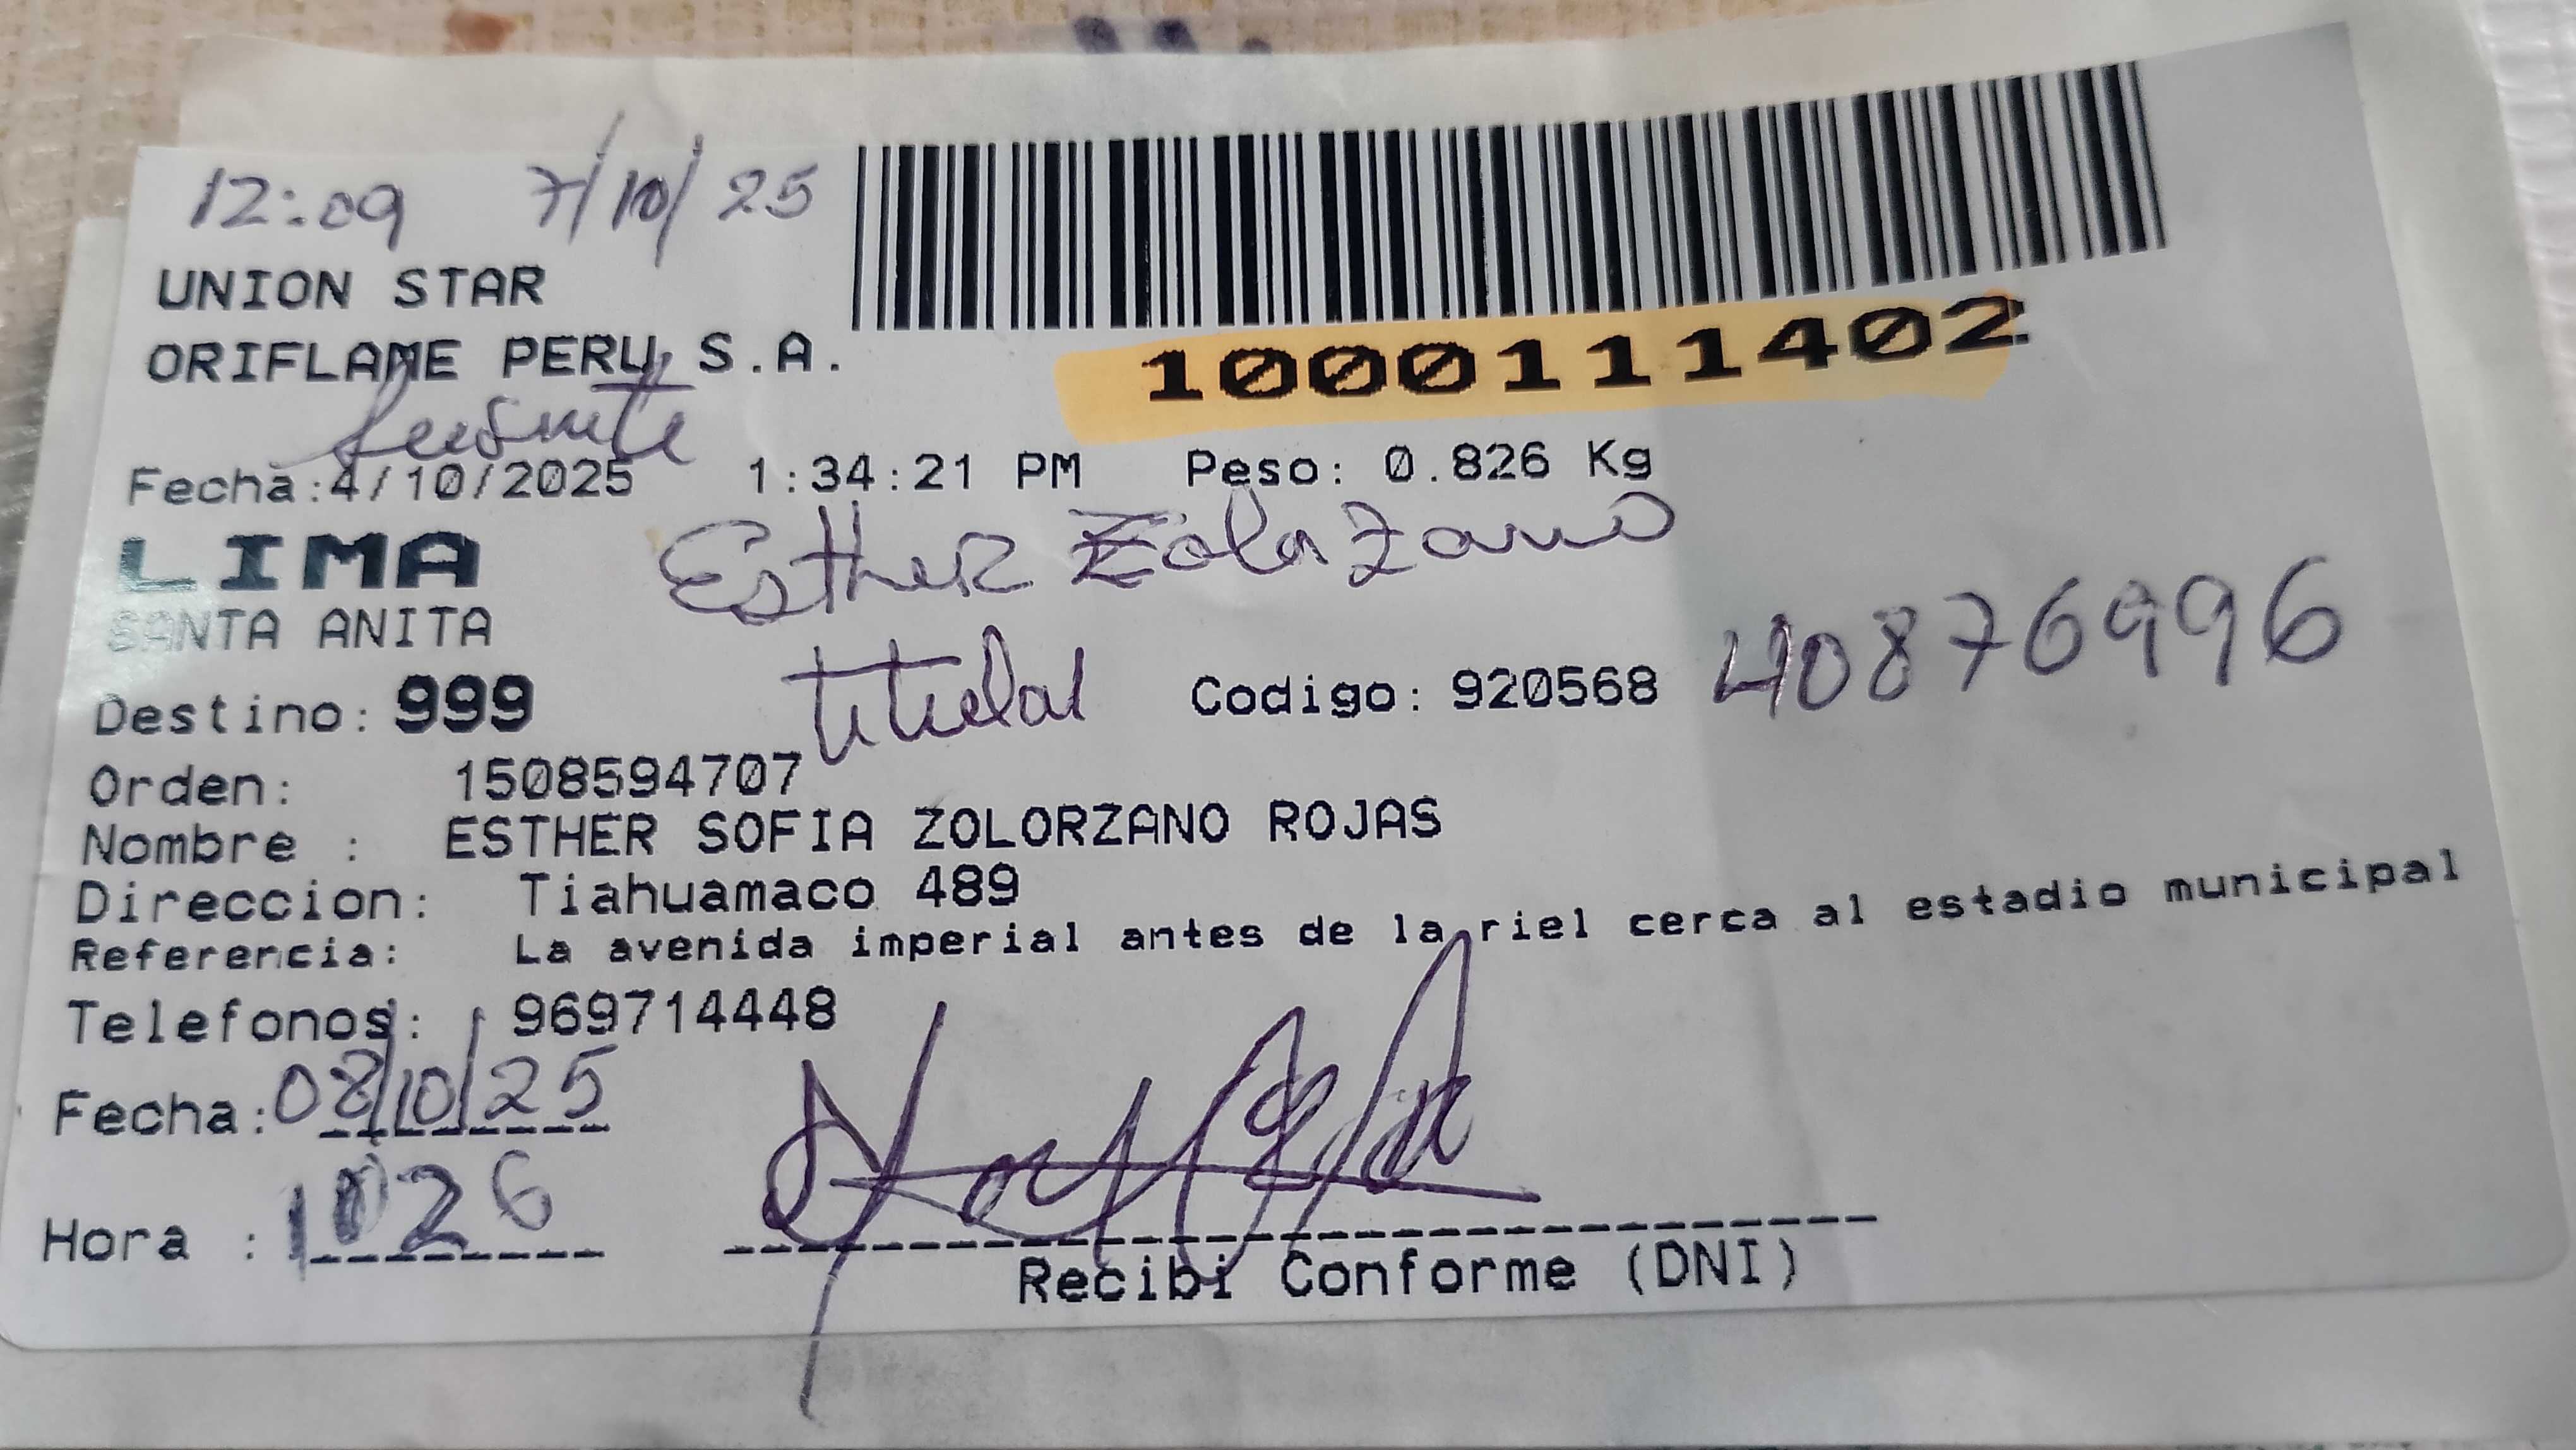 12:09 7/10/25
UNION STAR
ORIFLAME PERU S.A.
1000111402
Fecha:4/10/2025 1:34:21 PM Peso: 0.826 Kg
LIMA
Esther Zolorzano
SANTA ANITA
titular
40876996
Destino: 999 Codigo: 920568
Orden: 1508594707
Nombre : ESTHER SOFIA ZOLORZANO ROJAS
Direccion: Tiahuamaco 489
Referencia: La avenida imperial antes de la riel cerca al estadio municipal
Telefonos: 969714448
Fecha: 08/10/25
Hora : 1026
Recibi Conforme (DNI)